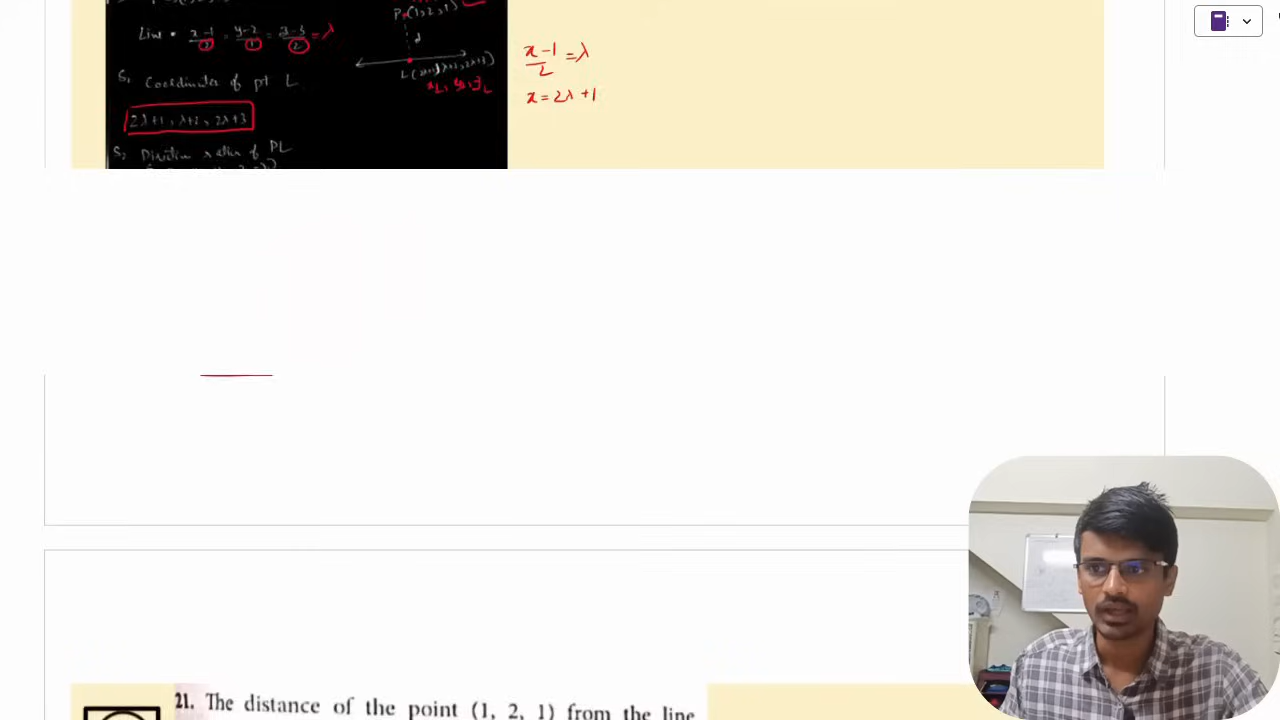 P (1, 2, 1)
Line • x-1/2 = y-2/1 = z-3/2 = λ
d
L (2λ+1, λ+2, 2λ+3)
S₁ Coordinates of pt L
2λ+1, λ+2, 2λ+3
S₂ Direction ratios of PL
x-1/2 = λ
x = 2λ + 1
21. The distance of the point (1, 2, 1) from the line